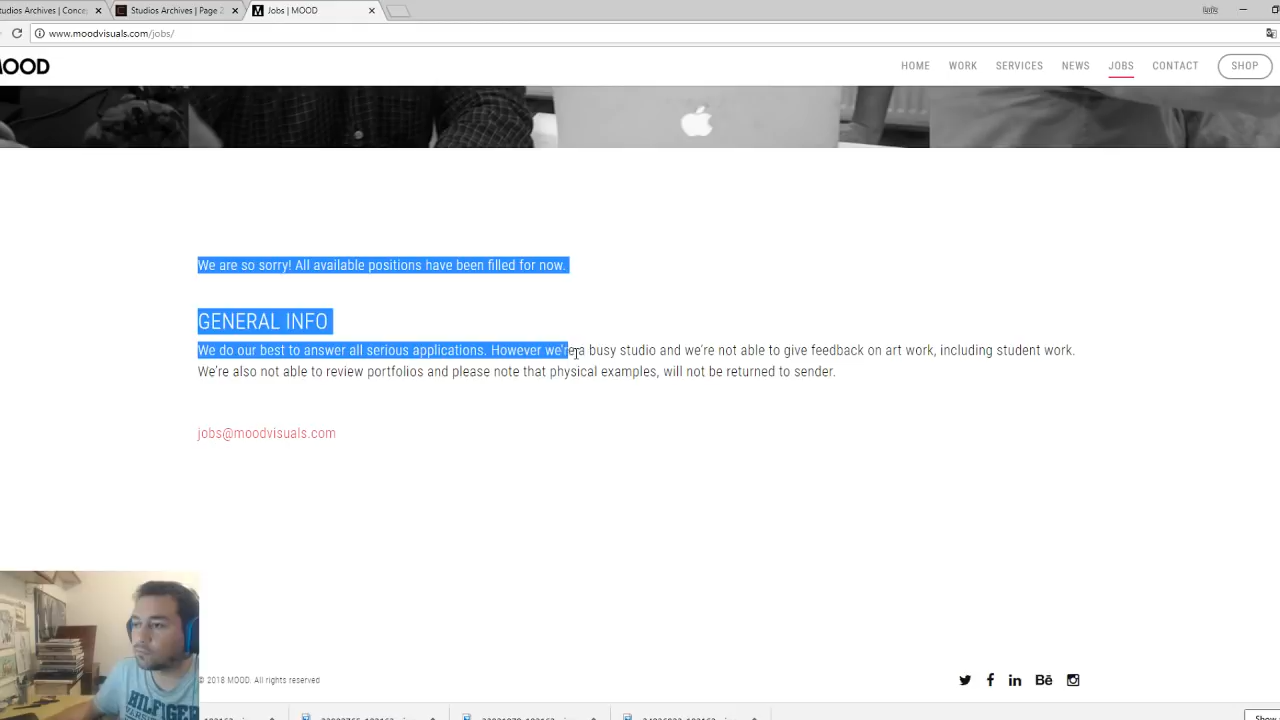 Studios Archives | Page 2
Jobs | MOOD
www.moodvisuals.com/jobs/
MOOD
HOME WORK SERVICES NEWS JOBS CONTACT SHOP
We are so sorry! All available positions have been filled for now.
GENERAL INFO
We do our best to answer all serious applications. However we're a busy studio and we're not able to give feedback on art work, including student work.
We're also not able to review portfolios and please note that physical examples, will not be returned to sender.
jobs@moodvisuals.com
HILFIGER
© 2018 MOOD. All rights reserved
Bē